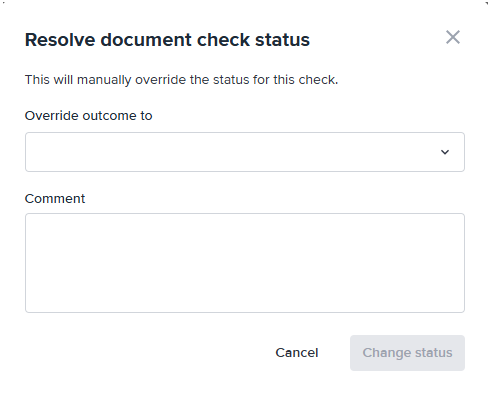 Resolve document check status
This will manually override the status for this check.
Override outcome to
Comment
Cancel
Change status